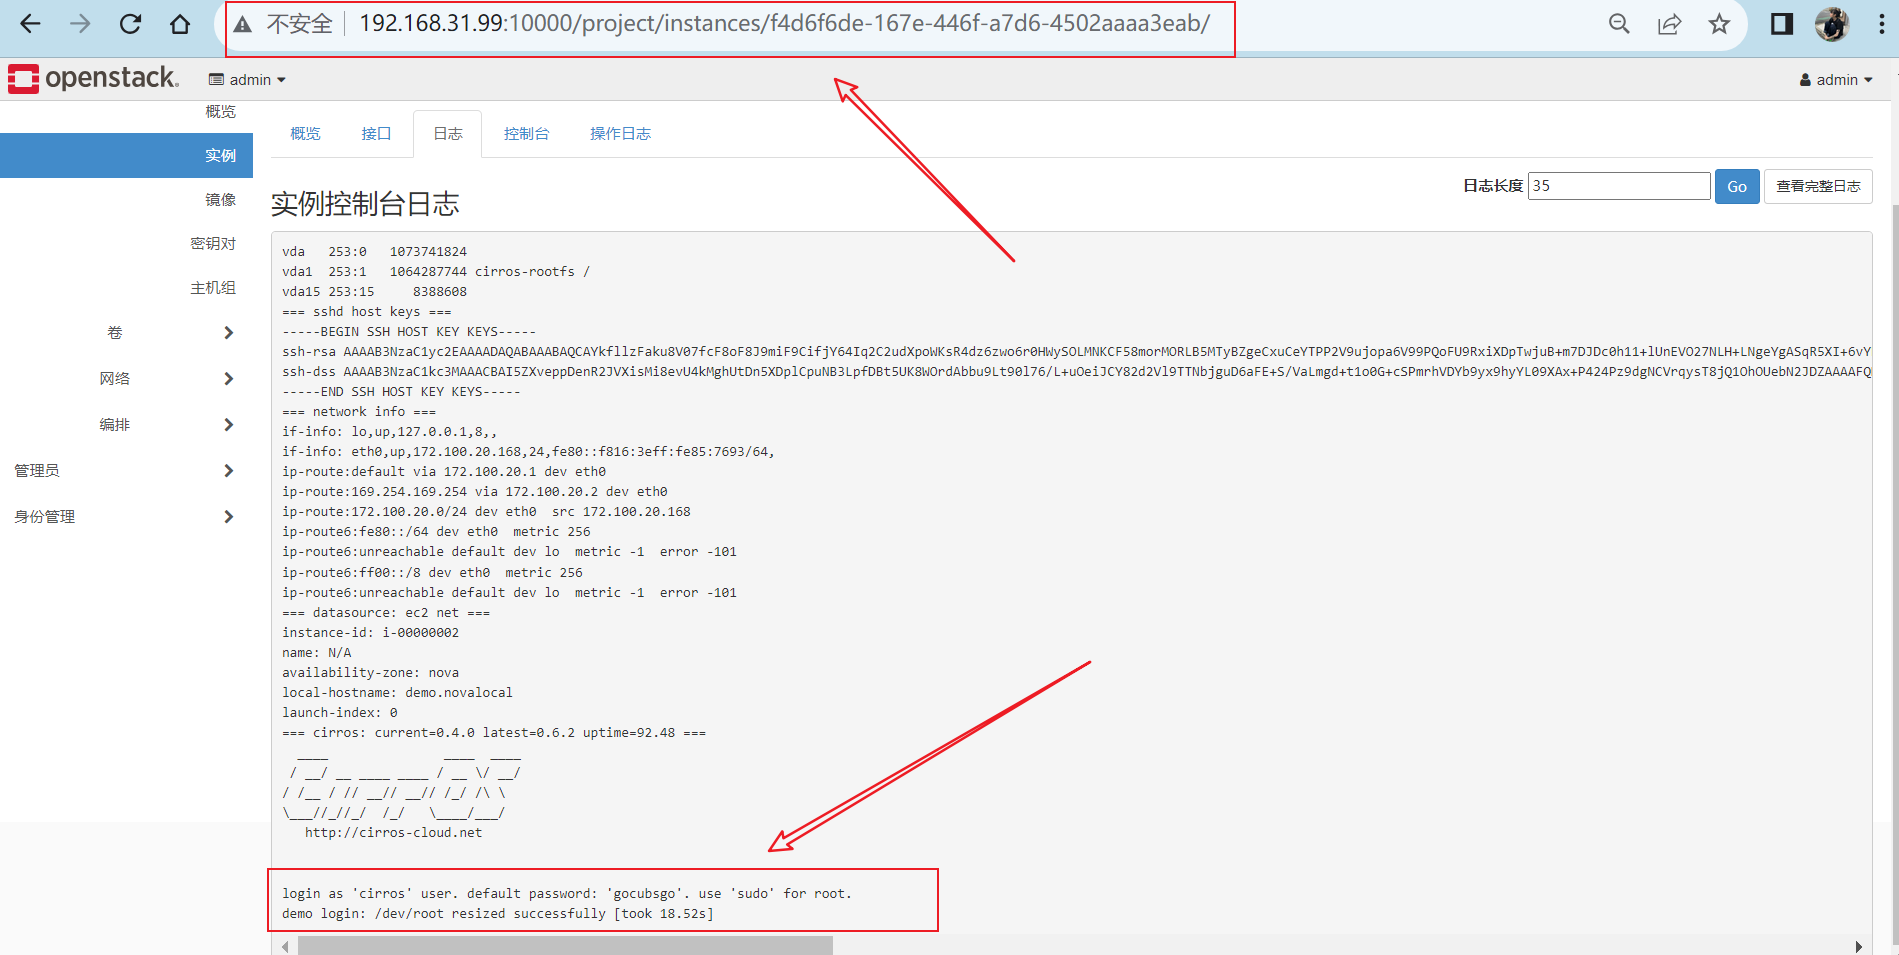 不安全 192.168.31.99:10000/project/instances/f4d6f6de-167e-446f-a7d6-4502aaaa3eab/
openstack. admin admin
概览
实例
镜像
密钥对
主机组
卷
网络
编排
管理员
身份管理
概览 接口 日志 控制台 操作日志
实例控制台日志
日志长度 35 Go 查看完整日志
vda 253:0 1073741824
vda1 253:1 1064287744 cirros-rootfs /
vda15 253:15 8388608
=== sshd host keys ===
-----BEGIN SSH HOST KEY KEYS-----
ssh-rsa AAAAB3NzaC1yc2EAAAADAQABAAABAQCAYkfllzFaku8V07fcF8oF8J9miF9CifjY64Iq2C2udXpoWKsR4dz6zwo6r0HWySOLMNKCF58morMORLB5MTyBZgeCxuCeYTPP2V9ujopa6V99PQoFU9RxiXDpTwjuB+m7DJDc0h11+lUnEVO27NLH+LNgeYgASqR5XI+6vY
ssh-dss AAAAB3NzaC1kc3MAAACBAI5ZXveppDenR2JVXisMi8evU4kMghUtDn5XDplCpuNB3LpfDBt5UK8WOrdAbbu9Lt90l76/L+uOeiJCY82d2Vl9TTNbjguD6aFE+S/VaLmgd+t1o0G+cSPmrhVDYb9yx9hyYL09XAx+P424Pz9dgNCVrqysT8jQ1OhOUebN2JDZAAAAFQ
-----END SSH HOST KEY KEYS-----
=== network info ===
if-info: lo,up,127.0.0.1,8,,
if-info: eth0,up,172.100.20.168,24,fe80::f816:3eff:fe85:7693/64,
ip-route:default via 172.100.20.1 dev eth0
ip-route:169.254.169.254 via 172.100.20.2 dev eth0
ip-route:172.100.20.0/24 dev eth0 src 172.100.20.168
ip-route6:fe80::/64 dev eth0 metric 256
ip-route6:unreachable default dev lo metric -1 error -101
ip-route6:ff00::/8 dev eth0 metric 256
ip-route6:unreachable default dev lo metric -1 error -101
=== datasource: ec2 net ===
instance-id: i-00000002
name: N/A
availability-zone: nova
local-hostname: demo.novalocal
launch-index: 0
=== cirros: current=0.4.0 latest=0.6.2 uptime=92.48 ===
   ____               ____  ____
 / __/ __ ____ ____ / __ \/ __/
/ /__ / // __// __// /_/ /\ \
\___//_//_/  /_/   \____/___/
http://cirros-cloud.net
login as 'cirros' user. default password: 'gocubsgo'. use 'sudo' for root.
demo login: /dev/root resized successfully [took 18.52s]